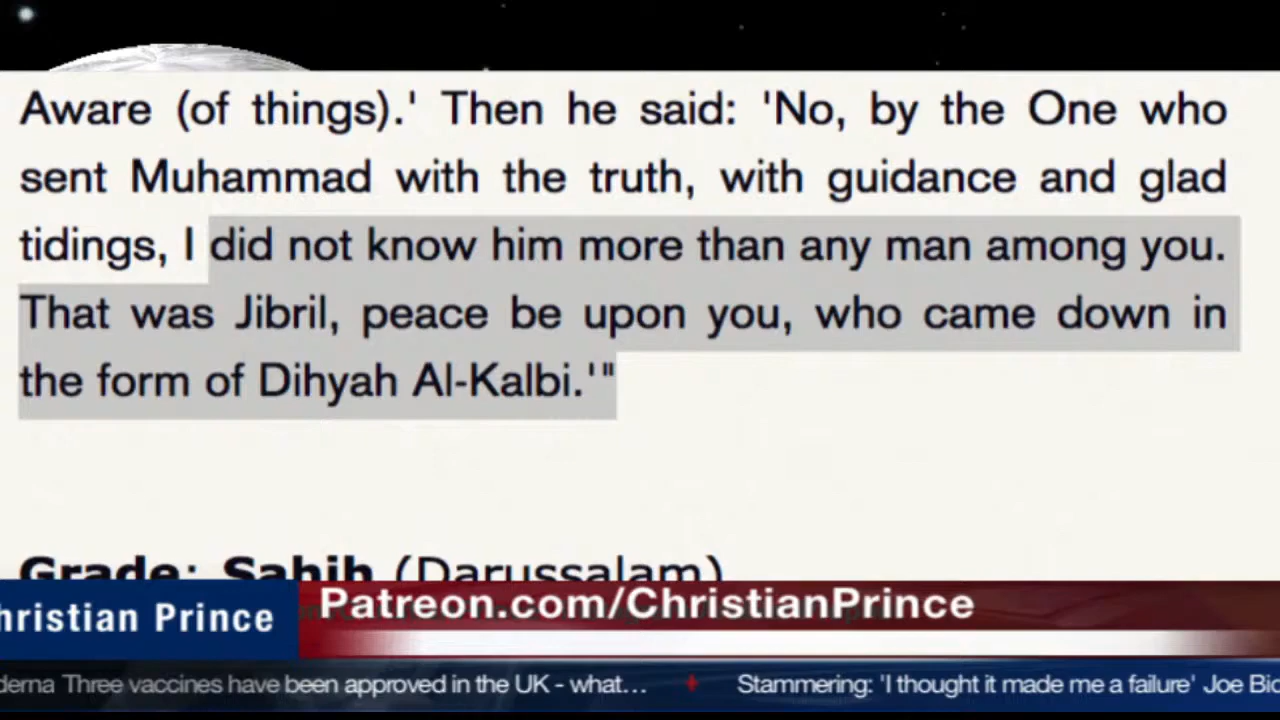 Aware (of things).' Then he said: 'No, by the One who
sent Muhammad with the truth, with guidance and glad
tidings, I did not know him more than any man among you.
That was Jibril, peace be upon you, who came down in
the form of Dihyah Al-Kalbi.'"
Grade: Sahih (Darussalam)
hristian Prince
Patreon.com/ChristianPrince
derna Three vaccines have been approved in the UK - what...
Stammering: 'I thought it made me a failure' Joe Bid